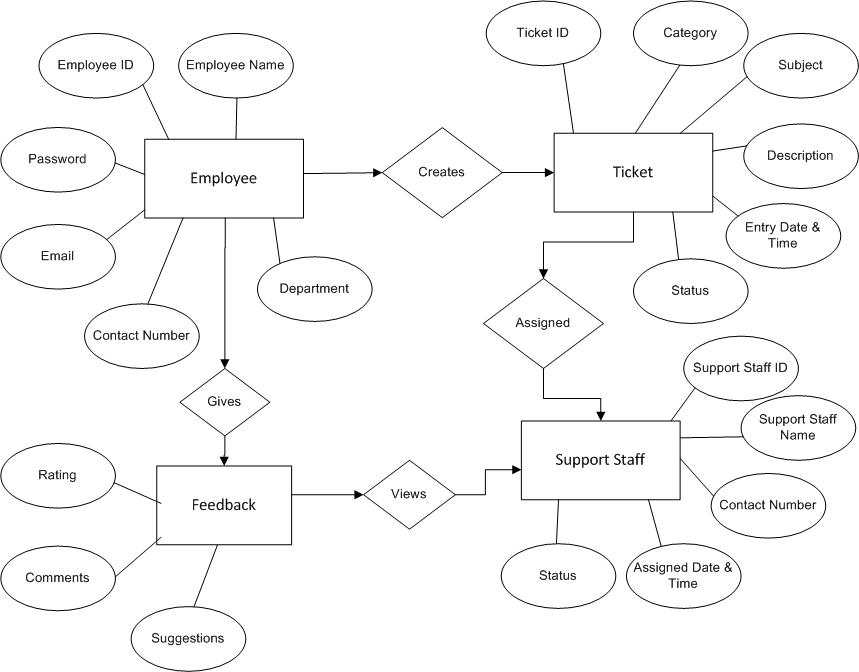 Ticket ID
Category
Employee ID
Employee Name
Subject
Password
Employee
Creates
Ticket
Description
Entry Date &
Time
Email
Department
Status
Contact Number
Assigned
Support Staff ID
Gives
Support Staff
Name
Rating
Feedback
Views
Support Staff
Contact Number
Comments
Status
Assigned Date &
Time
Suggestions